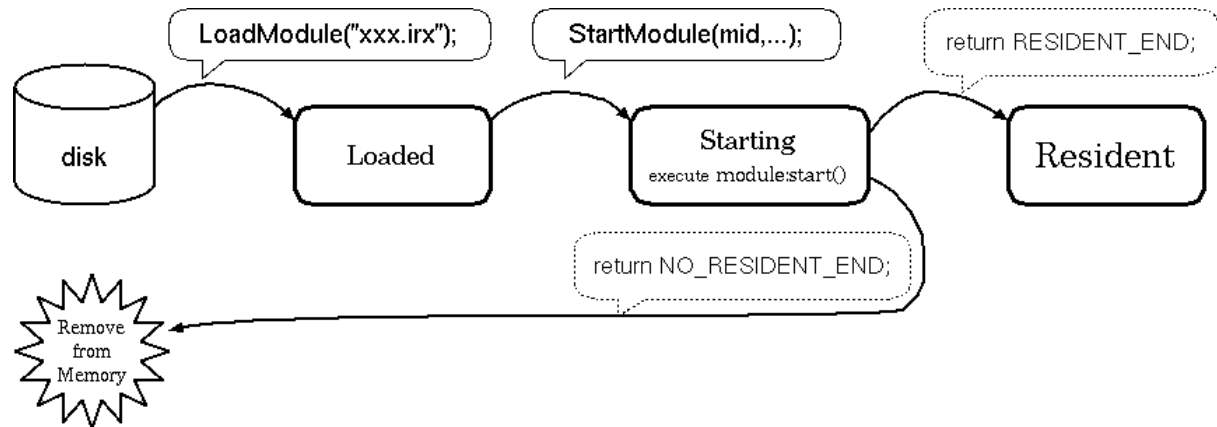 LoadModule("xxx.irx");
StartModule(mid,...);
return RESIDENT_END;
disk
Loaded
Starting
execute module:start()
Resident
return NO_RESIDENT_END;
Remove
from
Memory